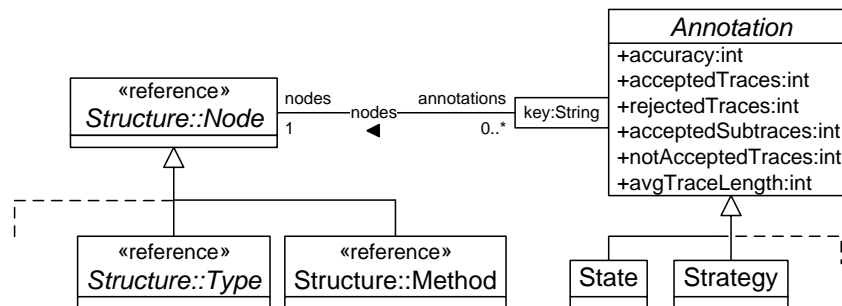 Annotation
+accuracy:int
+acceptedTraces:int
+rejectedTraces:int
+acceptedSubtraces:int
+notAcceptedTraces:int
+avgTraceLength:int
«reference»
Structure::Node
nodes
1
nodes
annotations
0..*
key:String
«reference»
Structure::Type
«reference»
Structure::Method
State
Strategy